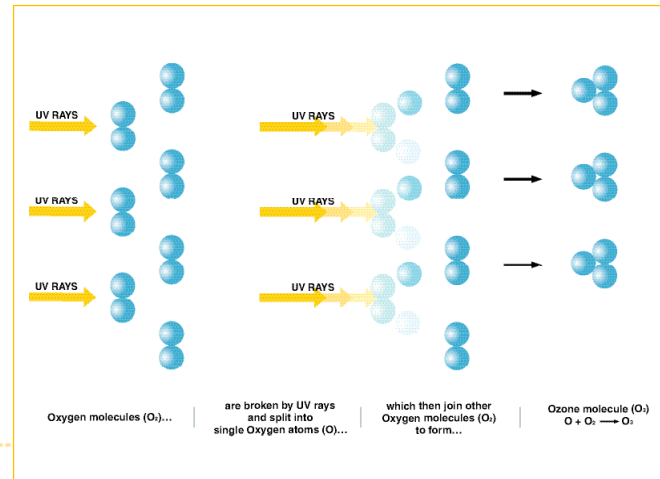 UV RAYS
UV RAYS
UV RAYS
UV RAYS
UV RAYS
UV RAYS
Oxygen molecules (O₂)...
are broken by UV rays
and split into
single Oxygen atoms (O)...
which then join other
Oxygen molecules (O₂)
to form...
Ozone molecule (O₃)
O + O₂ ⟶ O₃